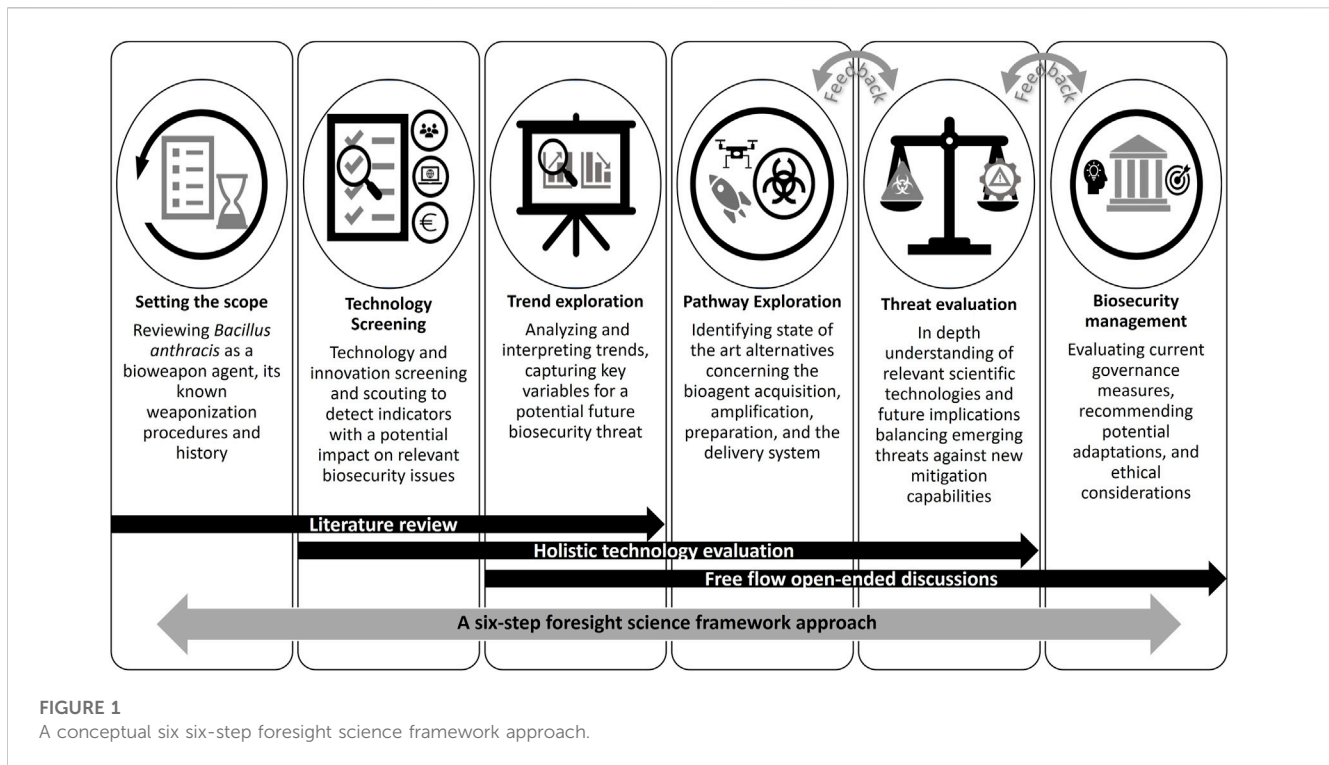 Feedback
Feedback
Setting the scope
Reviewing Bacillus
anthracis as a
bioweapon agent, its
known
weaponization
procedures and
history
Technology
Screening
Technology and
innovation screening
and scouting to
detect indicators
with a potential
impact on relevant
biosecurity issues
Trend exploration
Analyzing and
interpreting trends,
capturing key
variables for a
potential future
biosecurity threat
Pathway Exploration
Identifying state of
the art alternatives
concerning the
bioagent acquisition,
amplification,
preparation, and the
delivery system
Threat evaluation
In depth
understanding of
relevant scientific
technologies and
future implications
balancing emerging
threats against new
mitigation
capabilities
Biosecurity
management
Evaluating current
governance
measures,
recommending
potential
adaptations, and
ethical
considerations
Literature review
Holistic technology evaluation
Free flow open-ended discussions
A six-step foresight science framework approach
FIGURE 1
A conceptual six six-step foresight science framework approach.